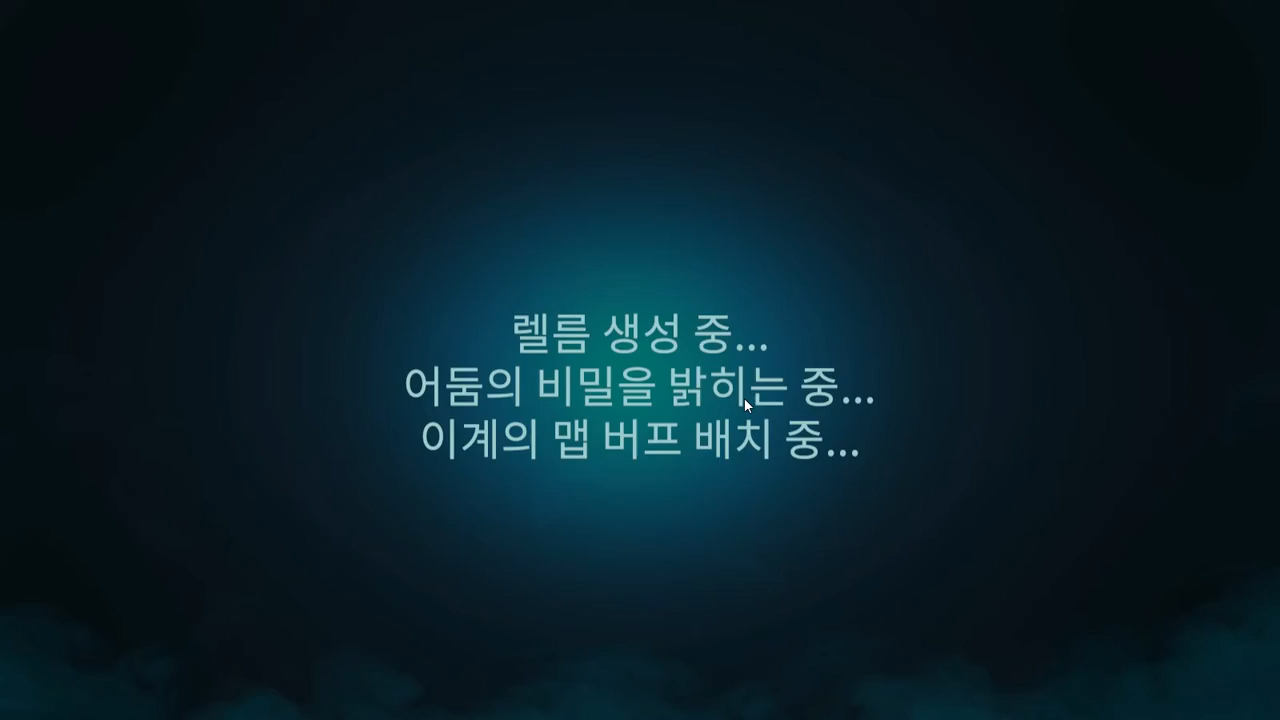 렐름 생성 중...
어둠의 비밀을 밝히는 중...
이계의 맵 버프 배치 중...